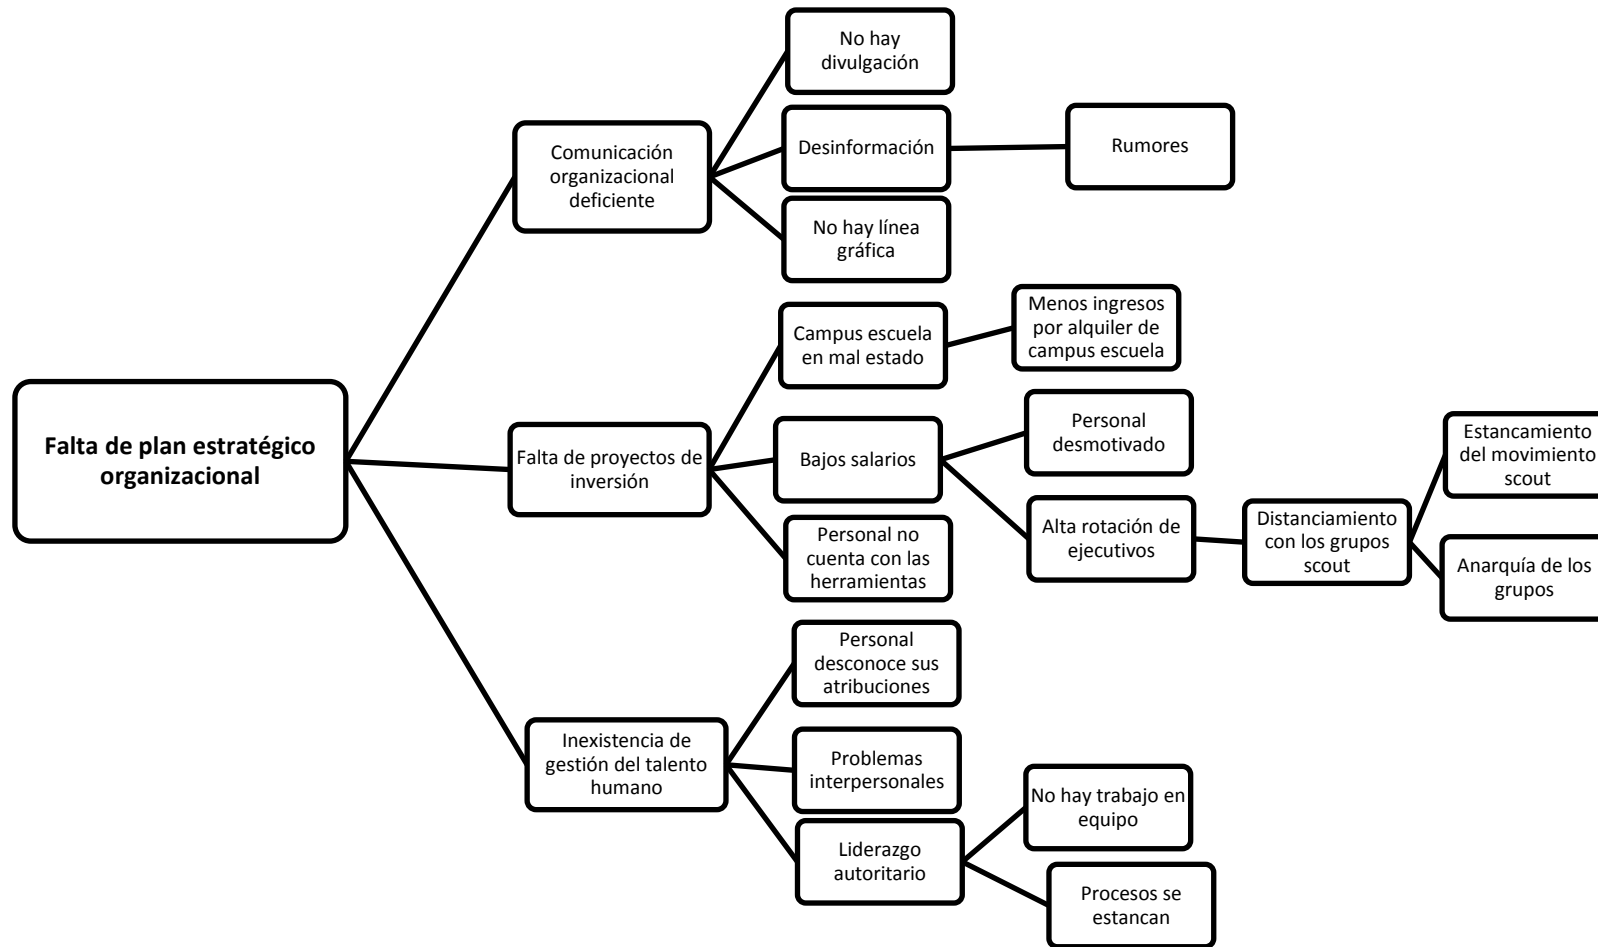 Falta de plan estratégico
organizacional
Comunicación
organizacional
deficiente
No hay
divulgación
Desinformación
Rumores
No hay línea
gráfica
Falta de proyectos de
inversión
Campus escuela
en mal estado
Menos ingresos
por alquiler de
campus escuela
Bajos salarios
Personal
desmotivado
Alta rotación de
ejecutivos
Distanciamiento
con los grupos
scout
Estancamiento
del movimiento
scout
Anarquía de los
grupos
Personal no
cuenta con las
herramientas
Inexistencia de
gestión del talento
humano
Personal
desconoce sus
atribuciones
Problemas
interpersonales
Liderazgo
autoritario
No hay trabajo en
equipo
Procesos se
estancan